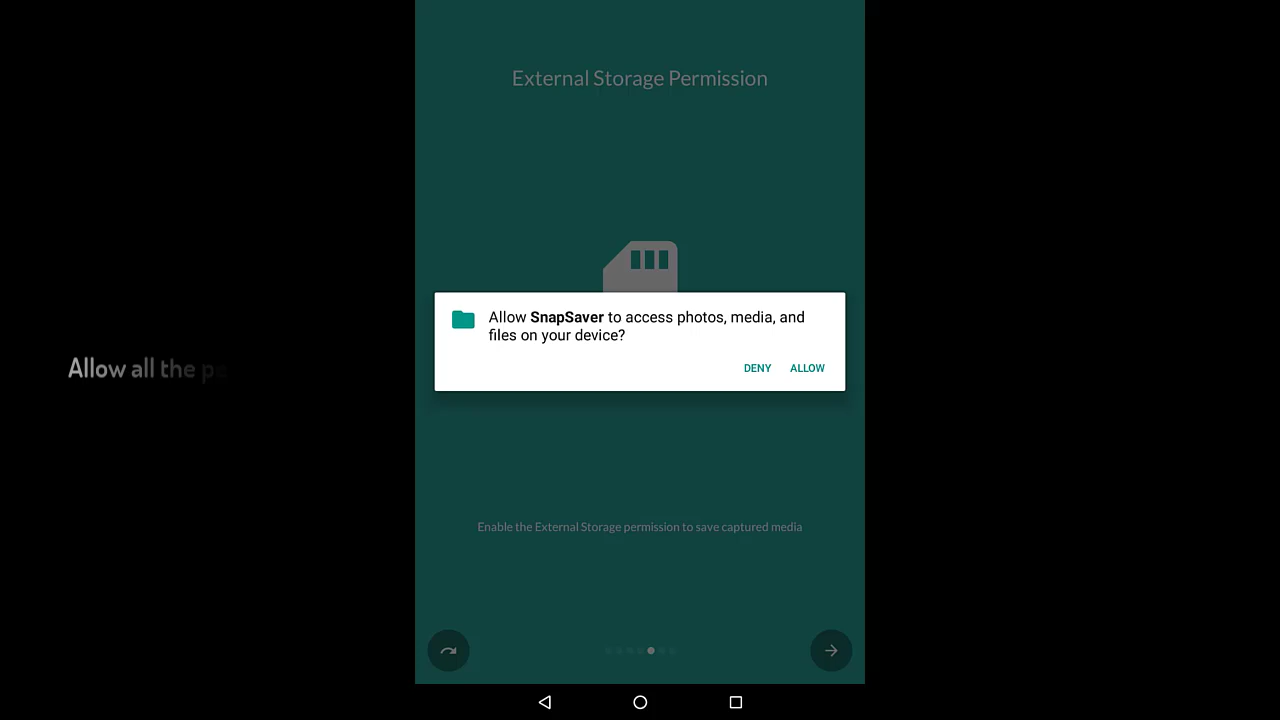 External Storage Permission
Allow SnapSaver to access photos, media, and
files on your device?
DENY ALLOW
Allow all the
Enable the External Storage permission to save captured media